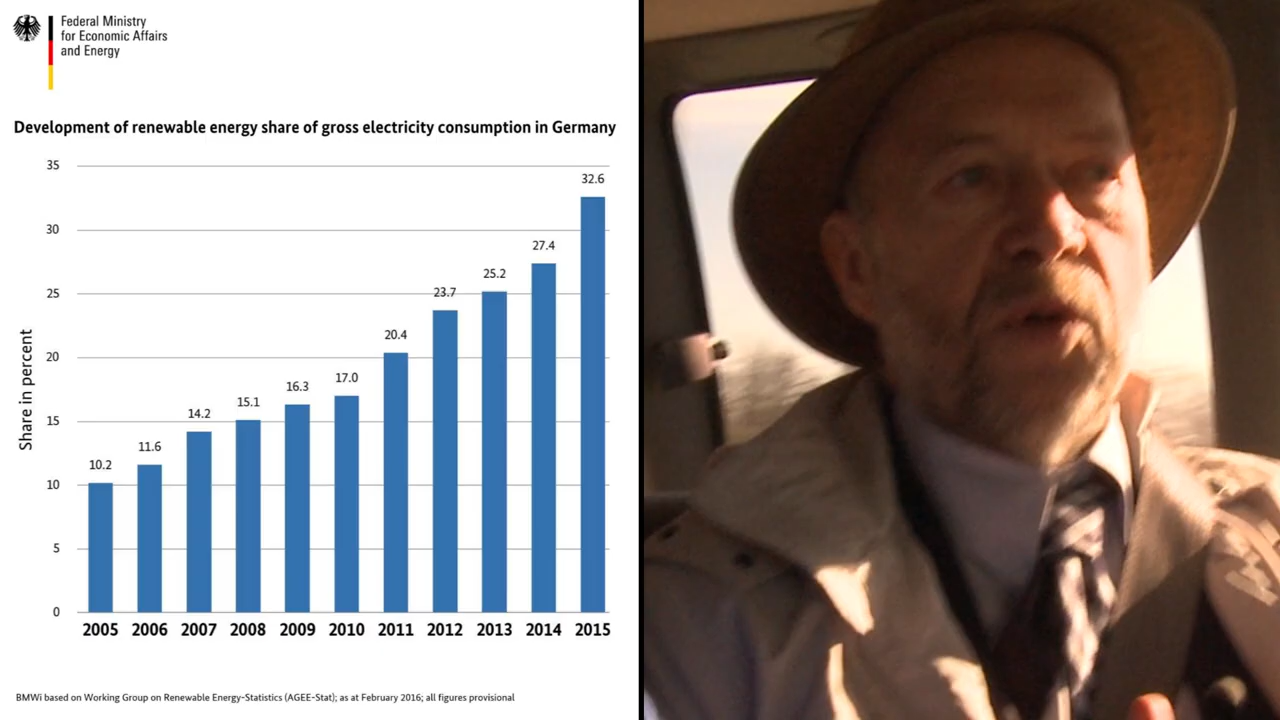 Federal Ministry
for Economic Affairs
and Energy
Development of renewable energy share of gross electricity consumption in Germany
Share in percent
35
30
25
20
15
10
5
0
10.2
11.6
14.2
15.1
16.3
17.0
20.4
23.7
25.2
27.4
32.6
2005 2006 2007 2008 2009 2010 2011 2012 2013 2014 2015
BMWi based on Working Group on Renewable Energy-Statistics (AGEE-Stat); as at February 2016; all figures provisional